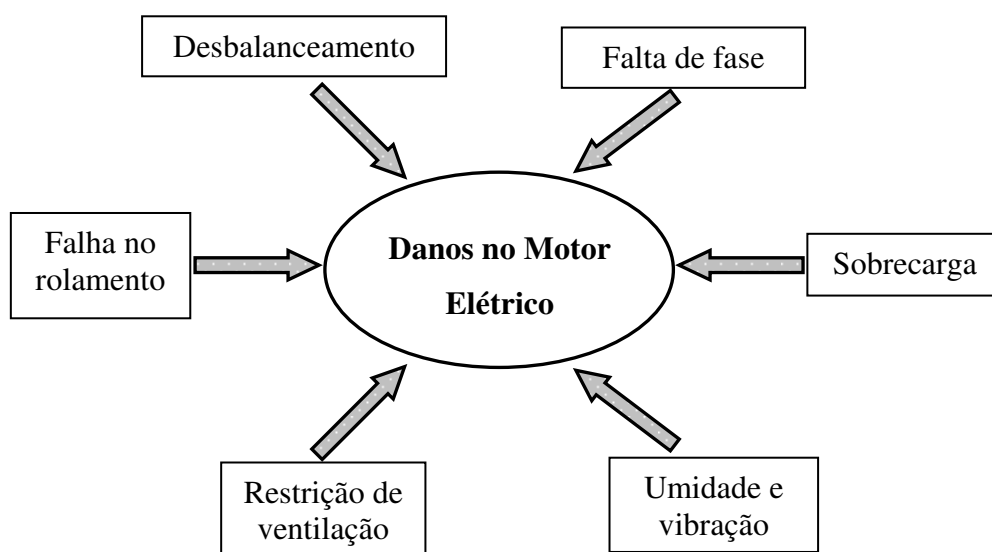 Desbalanceamento
Falta de fase
Falha no
rolamento
Danos no Motor
Elétrico
Sobrecarga
Restrição de
ventilação
Umidade e
vibração